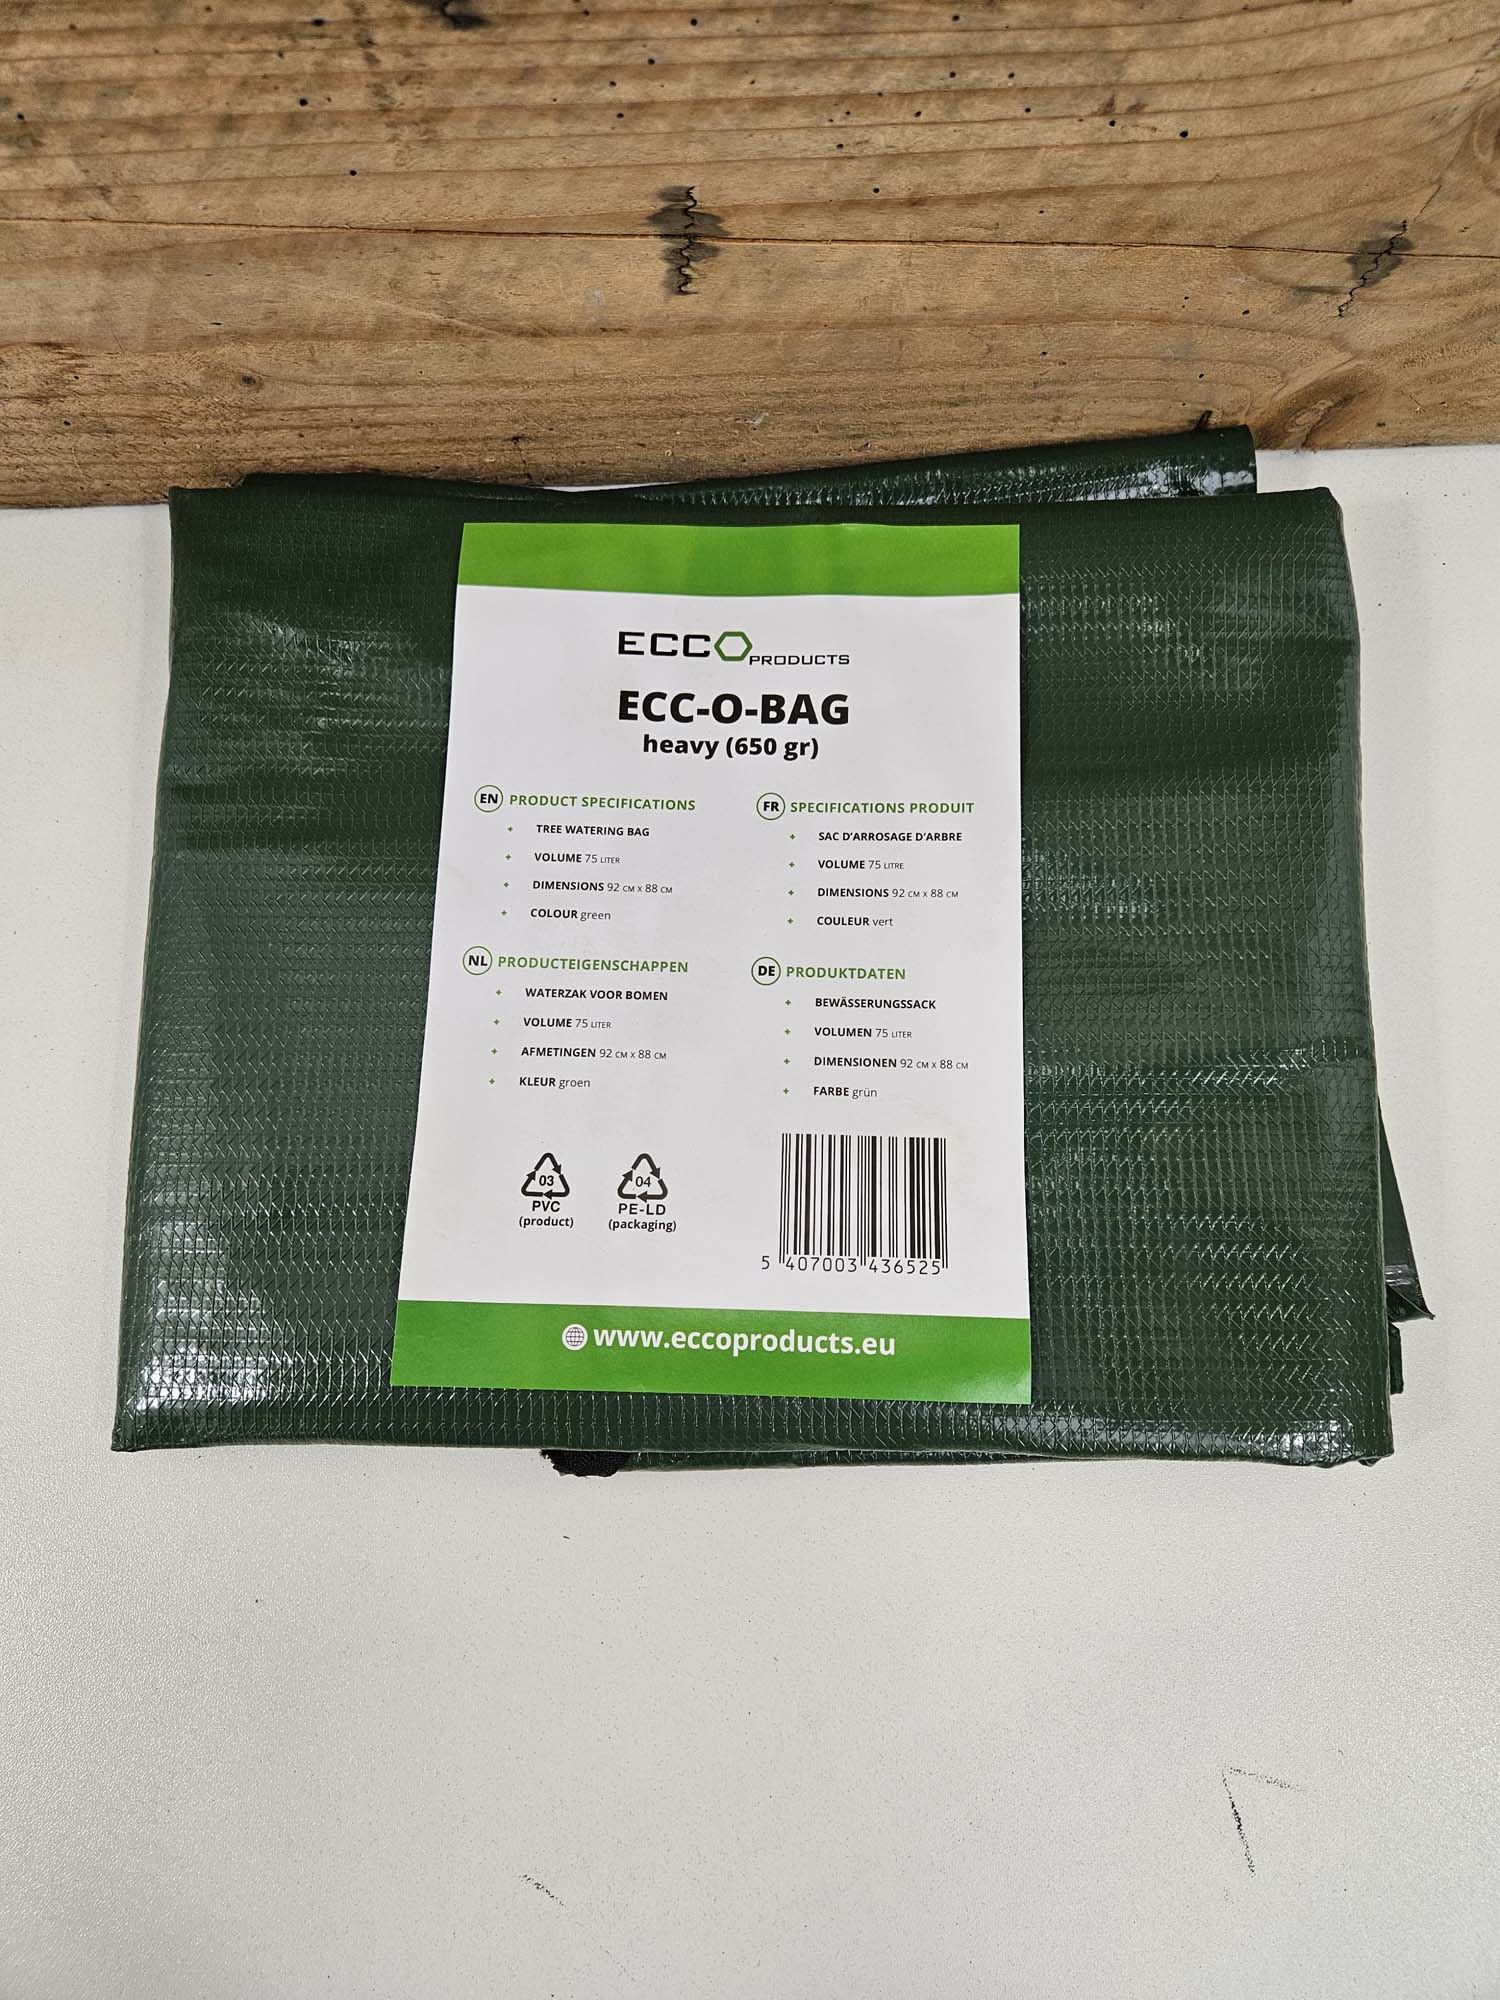 ECCO PRODUCTS
ECC-O-BAG
heavy (650 gr)
EN PRODUCT SPECIFICATIONS
+ TREE WATERING BAG
+ VOLUME 75 LITER
+ DIMENSIONS 92 CM X 88 CM
+ COLOUR green
FR SPECIFICATIONS PRODUIT
+ SAC D'ARROSAGE D'ARBRE
+ VOLUME 75 LITRE
+ DIMENSIONS 92 CM X 88 CM
+ COULEUR vert
NL PRODUCTEIGENSCHAPPEN
+ WATERZAK VOOR BOMEN
+ VOLUME 75 LITER
+ AFMETINGEN 92 CM X 88 CM
+ KLEUR groen
DE PRODUKTDATEN
+ BEWÄSSERUNGSSACK
+ VOLUMEN 75 LITER
+ DIMENSIONEN 92 CM X 88 CM
+ FARBE grün
03
PVC
(product)
04
PE-LD
(packaging)
5 407003 436525
www.eccoproducts.eu